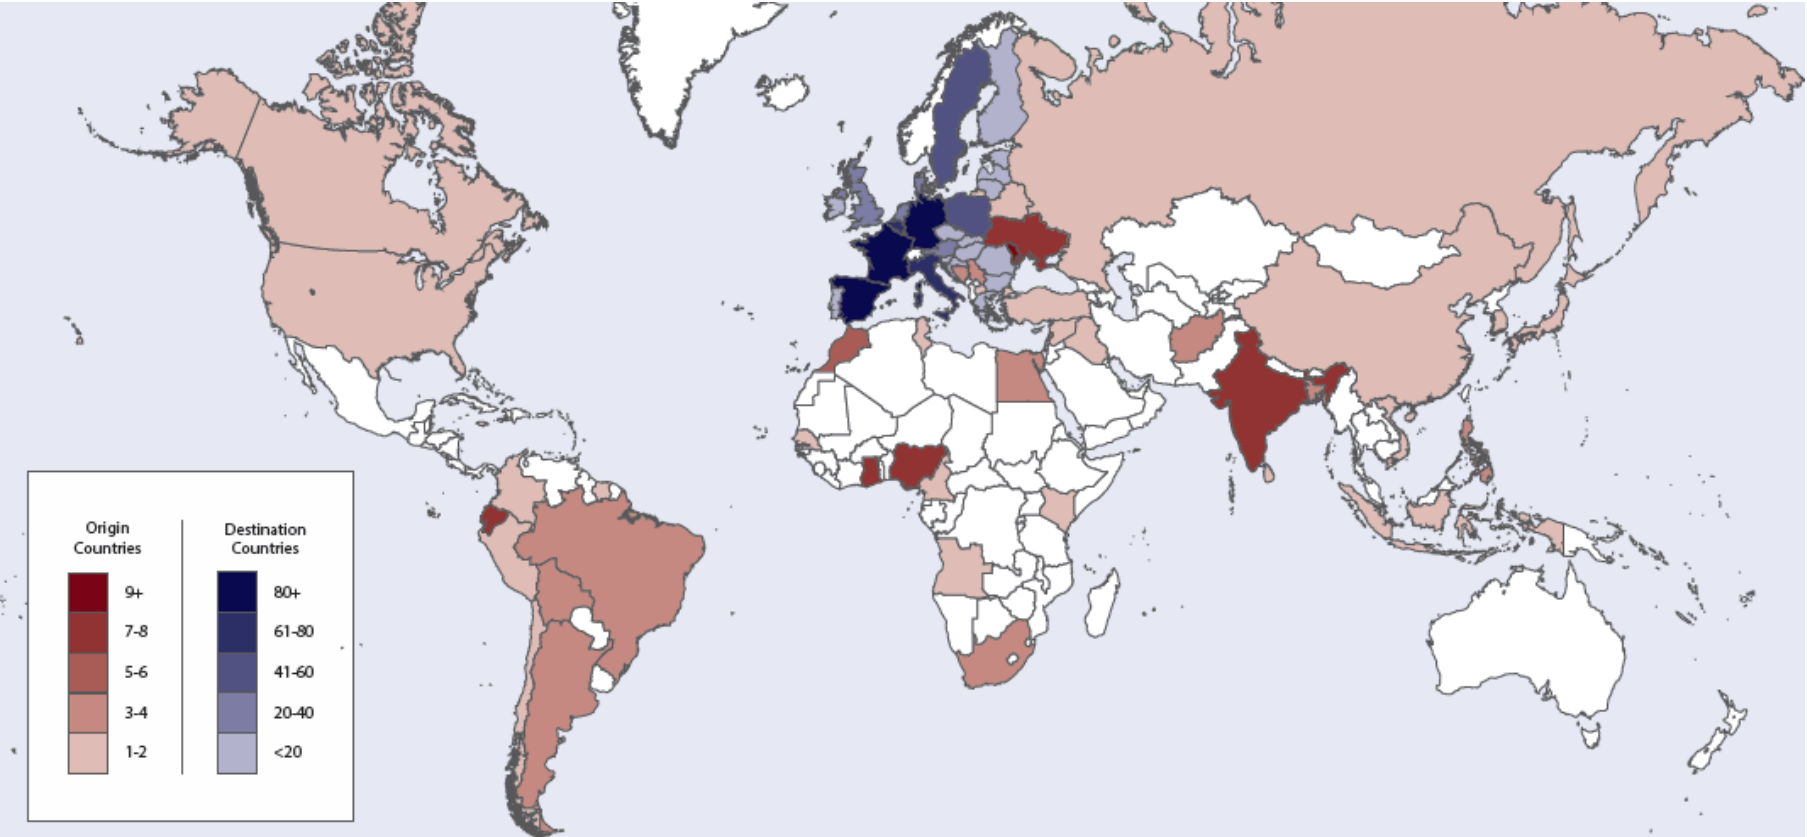 Origin
Countries
Destination
Countries
9+
80+
7-8
61-80
5-6
41-60
3-4
20-40
1-2
<20